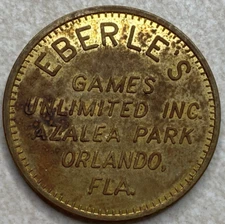 EBERLE'S
GAMES
UNLIMITED INC
AZALEA PARK
ORLANDO,
FLA.